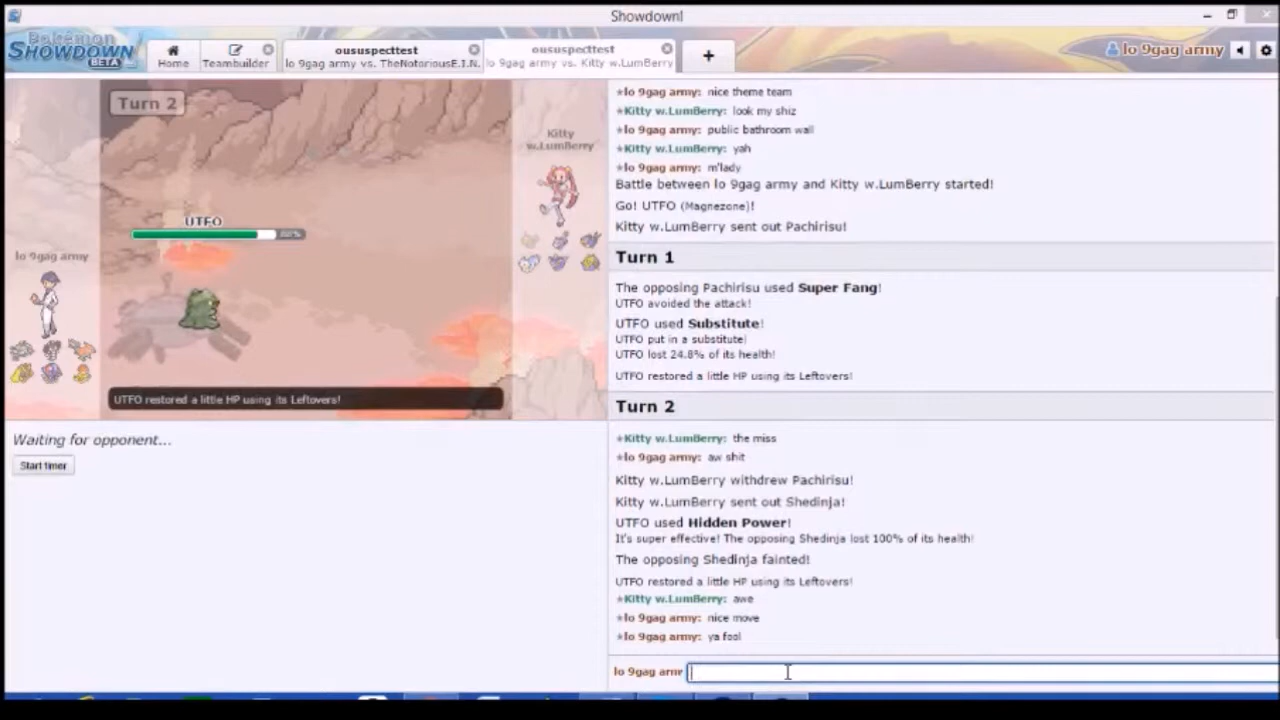 Showdown!
Pokémon
SHOWDOWN
BETA
Home
Teambuilder
oususpecttest
lo 9gag army vs. TheNotoriousE.I.N.
oususpecttest
lo 9gag army vs. Kitty w.LumBerry
+
lo 9gag army
Turn 2
Kitty
w.LumBerry
UTFO
lo 9gag army
UTFO restored a little HP using its Leftovers!
Waiting for opponent...
Start timer
*lo 9gag army: nice theme team
*Kitty w.LumBerry: look my shiz
*lo 9gag army: public bathroom wall
*Kitty w.LumBerry: yah
*lo 9gag army: m'lady
Battle between lo 9gag army and Kitty w.LumBerry started!
Go! UTFO (Magnezone)!
Kitty w.LumBerry sent out Pachirisu!
Turn 1
The opposing Pachirisu used Super Fang!
UTFO avoided the attack!
UTFO used Substitute!
UTFO put in a substitute!
UTFO lost 24.8% of its health!
UTFO restored a little HP using its Leftovers!
Turn 2
*Kitty w.LumBerry: the miss
*lo 9gag army: aw shit
Kitty w.LumBerry withdrew Pachirisu!
Kitty w.LumBerry sent out Shedinja!
UTFO used Hidden Power!
It's super effective! The opposing Shedinja lost 100% of its health!
The opposing Shedinja fainted!
UTFO restored a little HP using its Leftovers!
*Kitty w.LumBerry: awe
*lo 9gag army: nice move
*lo 9gag army: ya fool
lo 9gag army